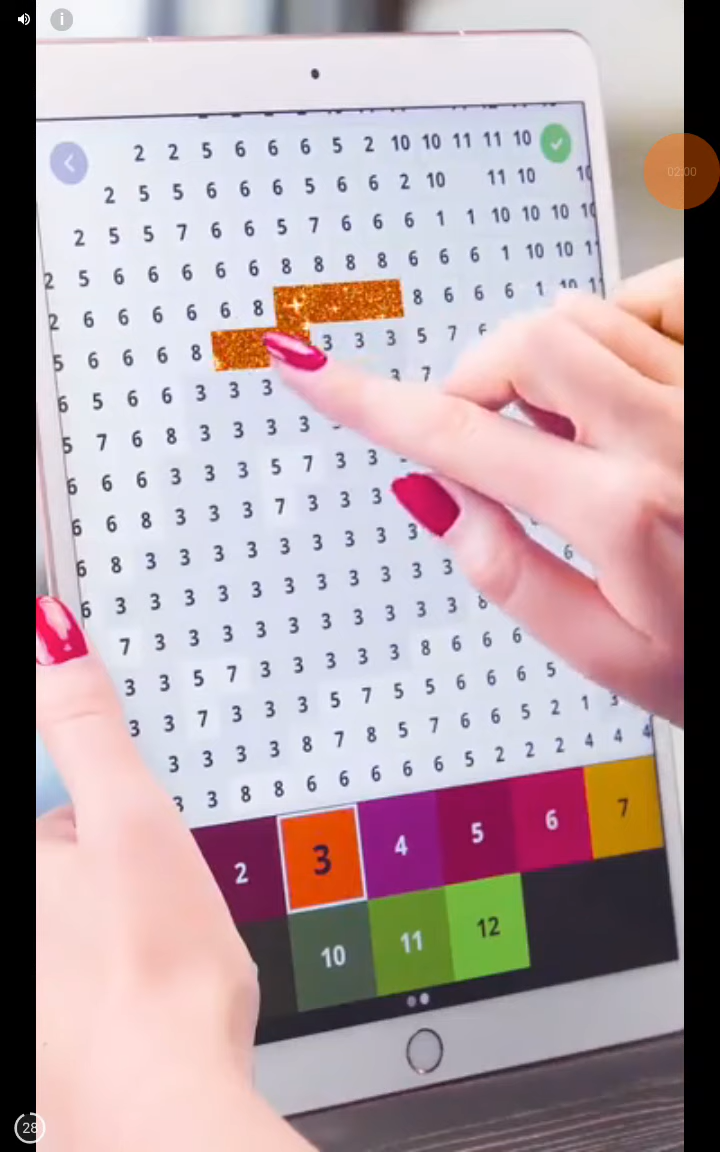 02:00
2 2 5 6 6 6 5 2 10 10 11 11 10
2 5 5 6 6 6 5 6 6 2 10 11 10
2 5 5 7 6 6 5 7 6 6 6 1 1 10 10 10
2 5 6 6 6 6 6 8 8 8 8 6 6 6 1 10 10
2 6 6 6 6 6 8 8 6 6 6 1 10
5 6 6 6 8 3 3 3 5 7
6 5 6 6 3 3 3 3 7
5 7 6 8 3 3 3 3
6 6 6 3 3 3 5 7 3 3
6 6 8 3 3 3 7 3 3 3
6 8 3 3 3 3 3 3 3 3 3 6
6 3 3 3 3 3 3 3 3 3 3 3
7 3 3 3 3 3 3 3 3 3 3 8
3 3 5 7 3 3 3 3 3 8 6 6 6
3 3 7 3 3 3 5 7 5 5 6 6 6 5
3 3 3 3 8 7 8 5 7 6 6 5 2 1 3
3 3 8 8 6 6 6 6 6 5 2 2 2 4 4 4
2 3 4 5 6 7
10 11 12
28